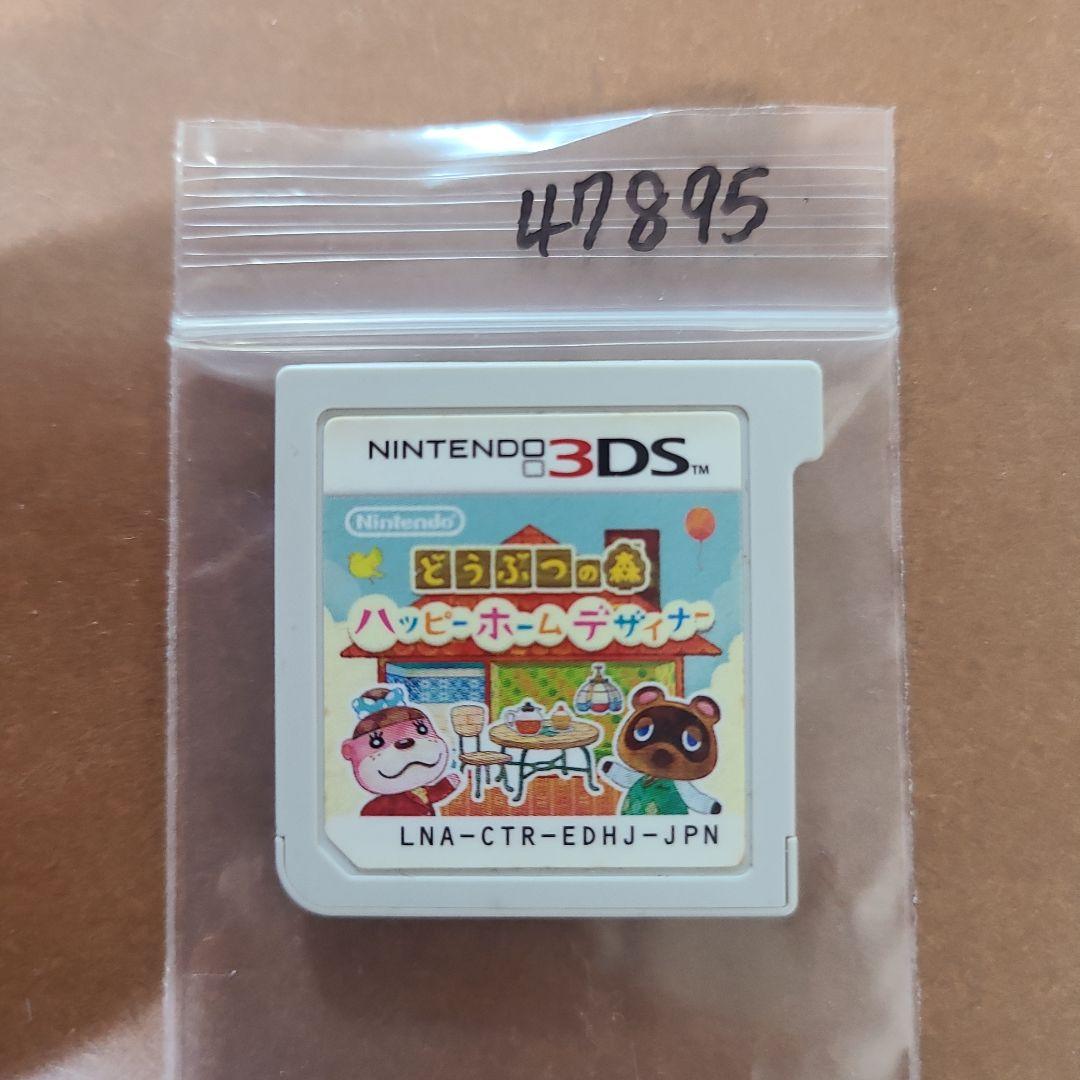 47895
NINTENDO 3DS™
Nintendo
どうぶつの森
ハッピーホームデザイナー
LNA-CTR-EDHJ-JPN